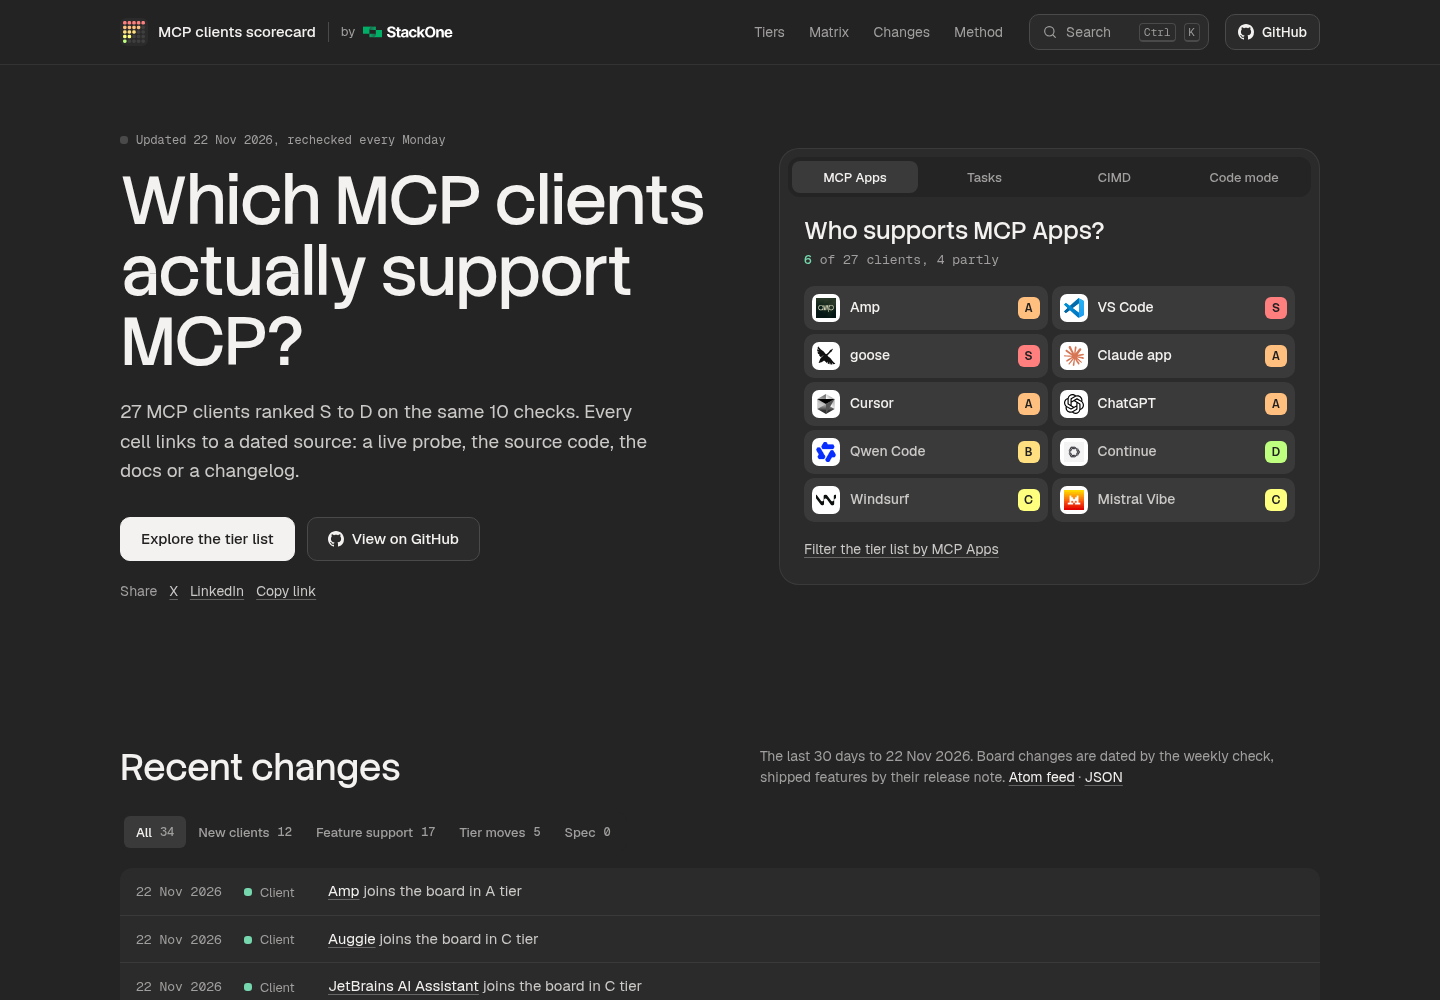 MCP clients scorecard by StackOne
Tiers Matrix Changes Method Search Ctrl K GitHub
Updated 22 Nov 2026, rechecked every Monday
Which MCP clients
actually support
MCP?
27 MCP clients ranked S to D on the same 10 checks. Every
cell links to a dated source: a live probe, the source code, the
docs or a changelog.
Explore the tier list View on GitHub
Share X LinkedIn Copy link
MCP Apps Tasks CIMD Code mode
Who supports MCP Apps?
6 of 27 clients, 4 partly
Amp A VS Code S
goose S Claude app A
Cursor A ChatGPT A
Qwen Code B Continue D
Windsurf C Mistral Vibe C
Filter the tier list by MCP Apps
Recent changes
The last 30 days to 22 Nov 2026. Board changes are dated by the weekly check,
shipped features by their release note. Atom feed · JSON
All 34 New clients 12 Feature support 17 Tier moves 5 Spec 0
22 Nov 2026 Client Amp joins the board in A tier
22 Nov 2026 Client Auggie joins the board in C tier
22 Nov 2026 Client JetBrains AI Assistant joins the board in C tier